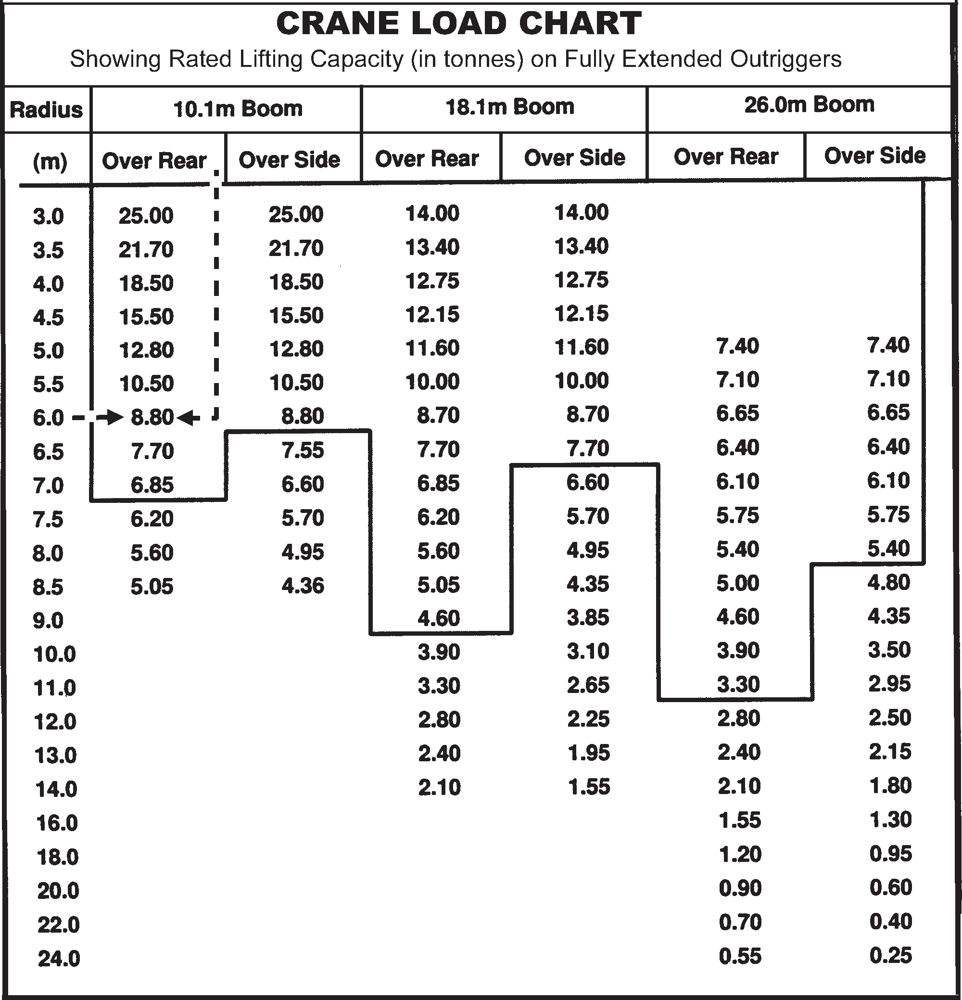 CRANE LOAD CHART
Showing Rated Lifting Capacity (in tonnes) on Fully Extended Outriggers
Radius 10.1m Boom 18.1m Boom 26.0m Boom
(m) Over Rear Over Side Over Rear Over Side Over Rear Over Side
3.0 25.00 25.00 14.00 14.00
3.5 21.70 21.70 13.40 13.40
4.0 18.50 18.50 12.75 12.75
4.5 15.50 15.50 12.15 12.15
5.0 12.80 12.80 11.60 11.60 7.40 7.40
5.5 10.50 10.50 10.00 10.00 7.10 7.10
6.0 8.80 8.80 8.70 8.70 6.65 6.65
6.5 7.70 7.55 7.70 7.70 6.40 6.40
7.0 6.85 6.60 6.85 6.60 6.10 6.10
7.5 6.20 5.70 6.20 5.70 5.75 5.75
8.0 5.60 4.95 5.60 4.95 5.40 5.40
8.5 5.05 4.36 5.05 4.35 5.00 4.80
9.0 4.60 3.85 4.60 4.35
10.0 3.90 3.10 3.90 3.50
11.0 3.30 2.65 3.30 2.95
12.0 2.80 2.25 2.80 2.50
13.0 2.40 1.95 2.40 2.15
14.0 2.10 1.55 2.10 1.80
16.0 1.55 1.30
18.0 1.20 0.95
20.0 0.90 0.60
22.0 0.70 0.40
24.0 0.55 0.25